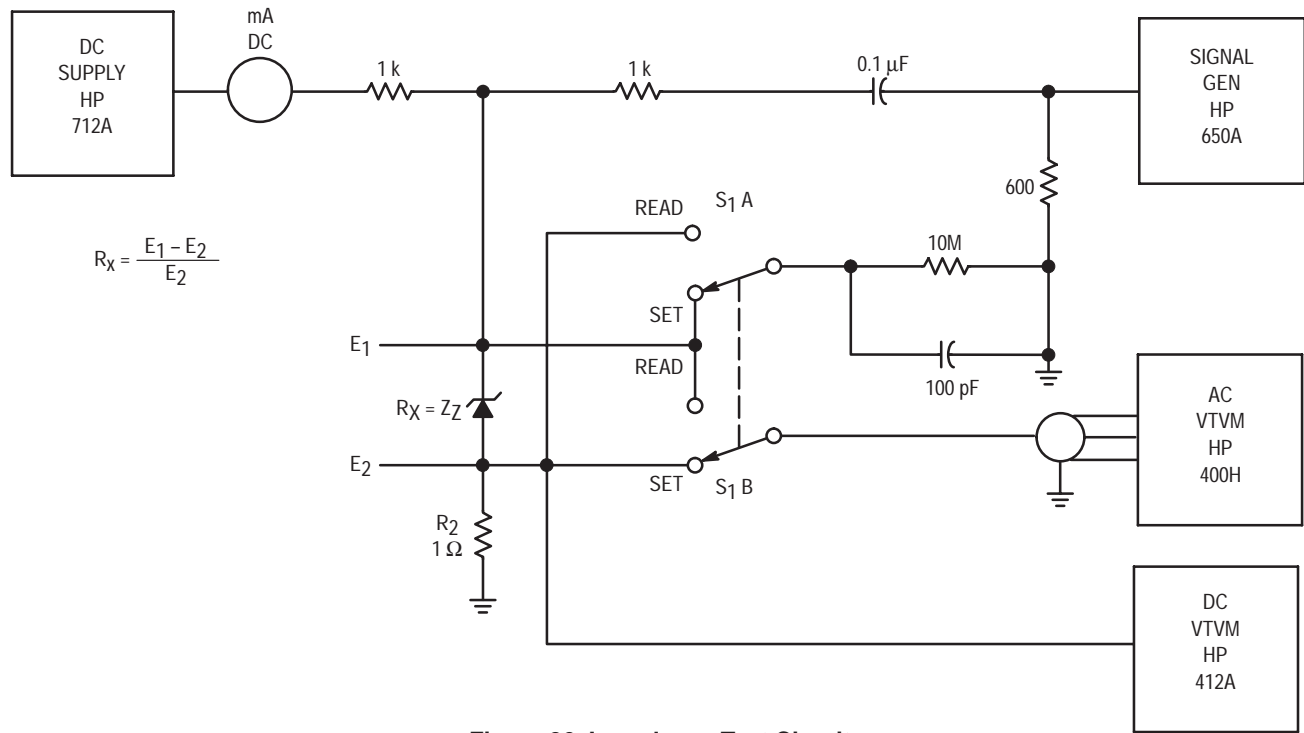 DC
SUPPLY
HP
712A
mA
DC
1 k
1 k
0.1 μF
SIGNAL
GEN
HP
650A
600
READ
S1 A
10M
RX = E1 – E2
E2
SET
E1
READ
100 pF
RX = ZZ
E2
SET
S1 B
AC
VTVM
HP
400H
R2
1 Ω
DC
VTVM
HP
412A